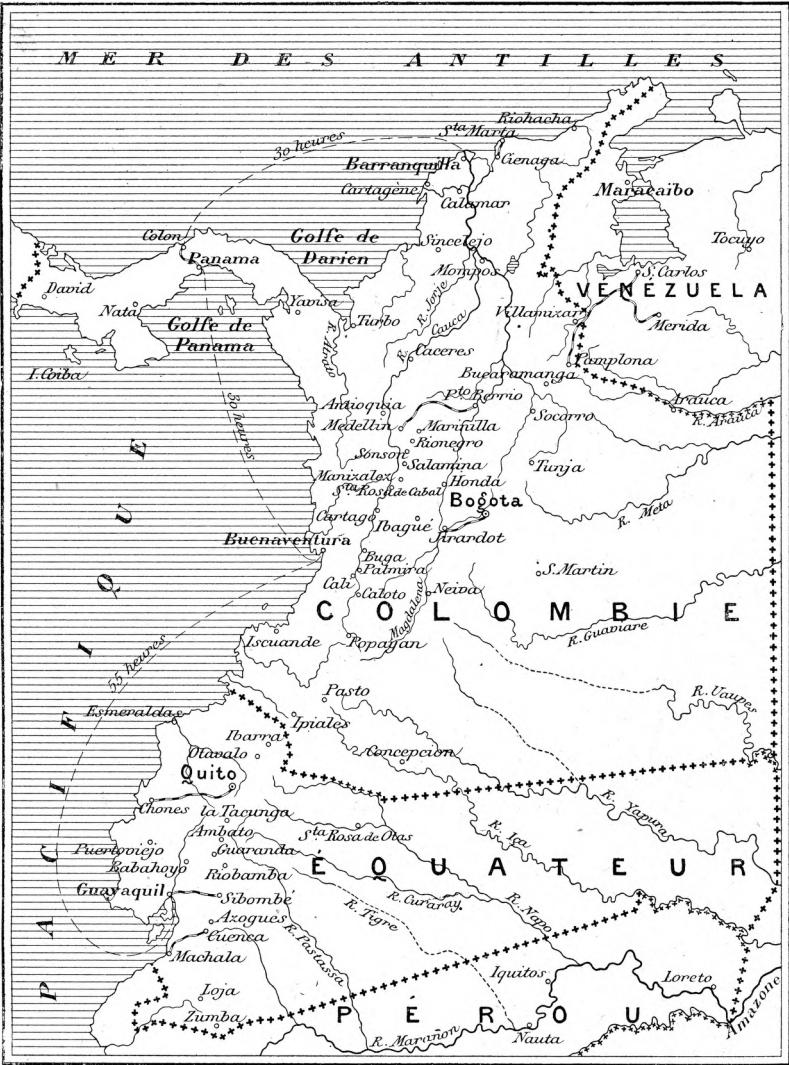 MER DES ANTILLES
Riohacha
Sta Marta
30 heures
Barranquilla
Cienaga
Cartagène
Calamar
Maracaibo
Colon
Golfe de
Darien
Sincelejo
Tocuyo
Panama
Mompos
S. Carlos
David
VENÉZUELA
Nata
Yavisa
R. Jorje
Cauca
R.
Villamizar
Golfe de
Panama
Turbo
Merida
R. Atrato
Caceres
I. Coiba
Bucaramanga
Pamplona
30 heures
Antioquia
Pto Berrio
Arauca
R. Arauca
Medellin
Marifulla
Socorro
Rionegro
Sonson
Salamina
Tunja
Manizalez
Sta Rosa de Cabal
Honda
Bogota
R. Meta
Cartago
Ibagué
Jirardot
Buenaventura
Buga
Palmira
S. Martin
Cali
Caloto
Magdalena
Neiva
COLOMBIE
Iscuande
Popayan
R. Guaviare
55 heures
Pasto
R. Uaupes
Esmeraldas
Ipiales
Ibarra
Otavalo
Concepcion
Quito
PACIFIQUE
Chones
la Tacunga
R. Yapura
Ambato
Sta Rosa de Otas
R. Iça
Puertoviejo
Guaranda
Babahoyo
Riobamba
ÉQUATEUR
Guayaquil
Sibombé
R. Curaray
R. Napo
R. Tigre
Azogues
Cuenca
R. Pastassa
Machala
Iquitos
Loreto
Loja
Zumba
PÉROU
Amazone
R. Marañon
Nauta